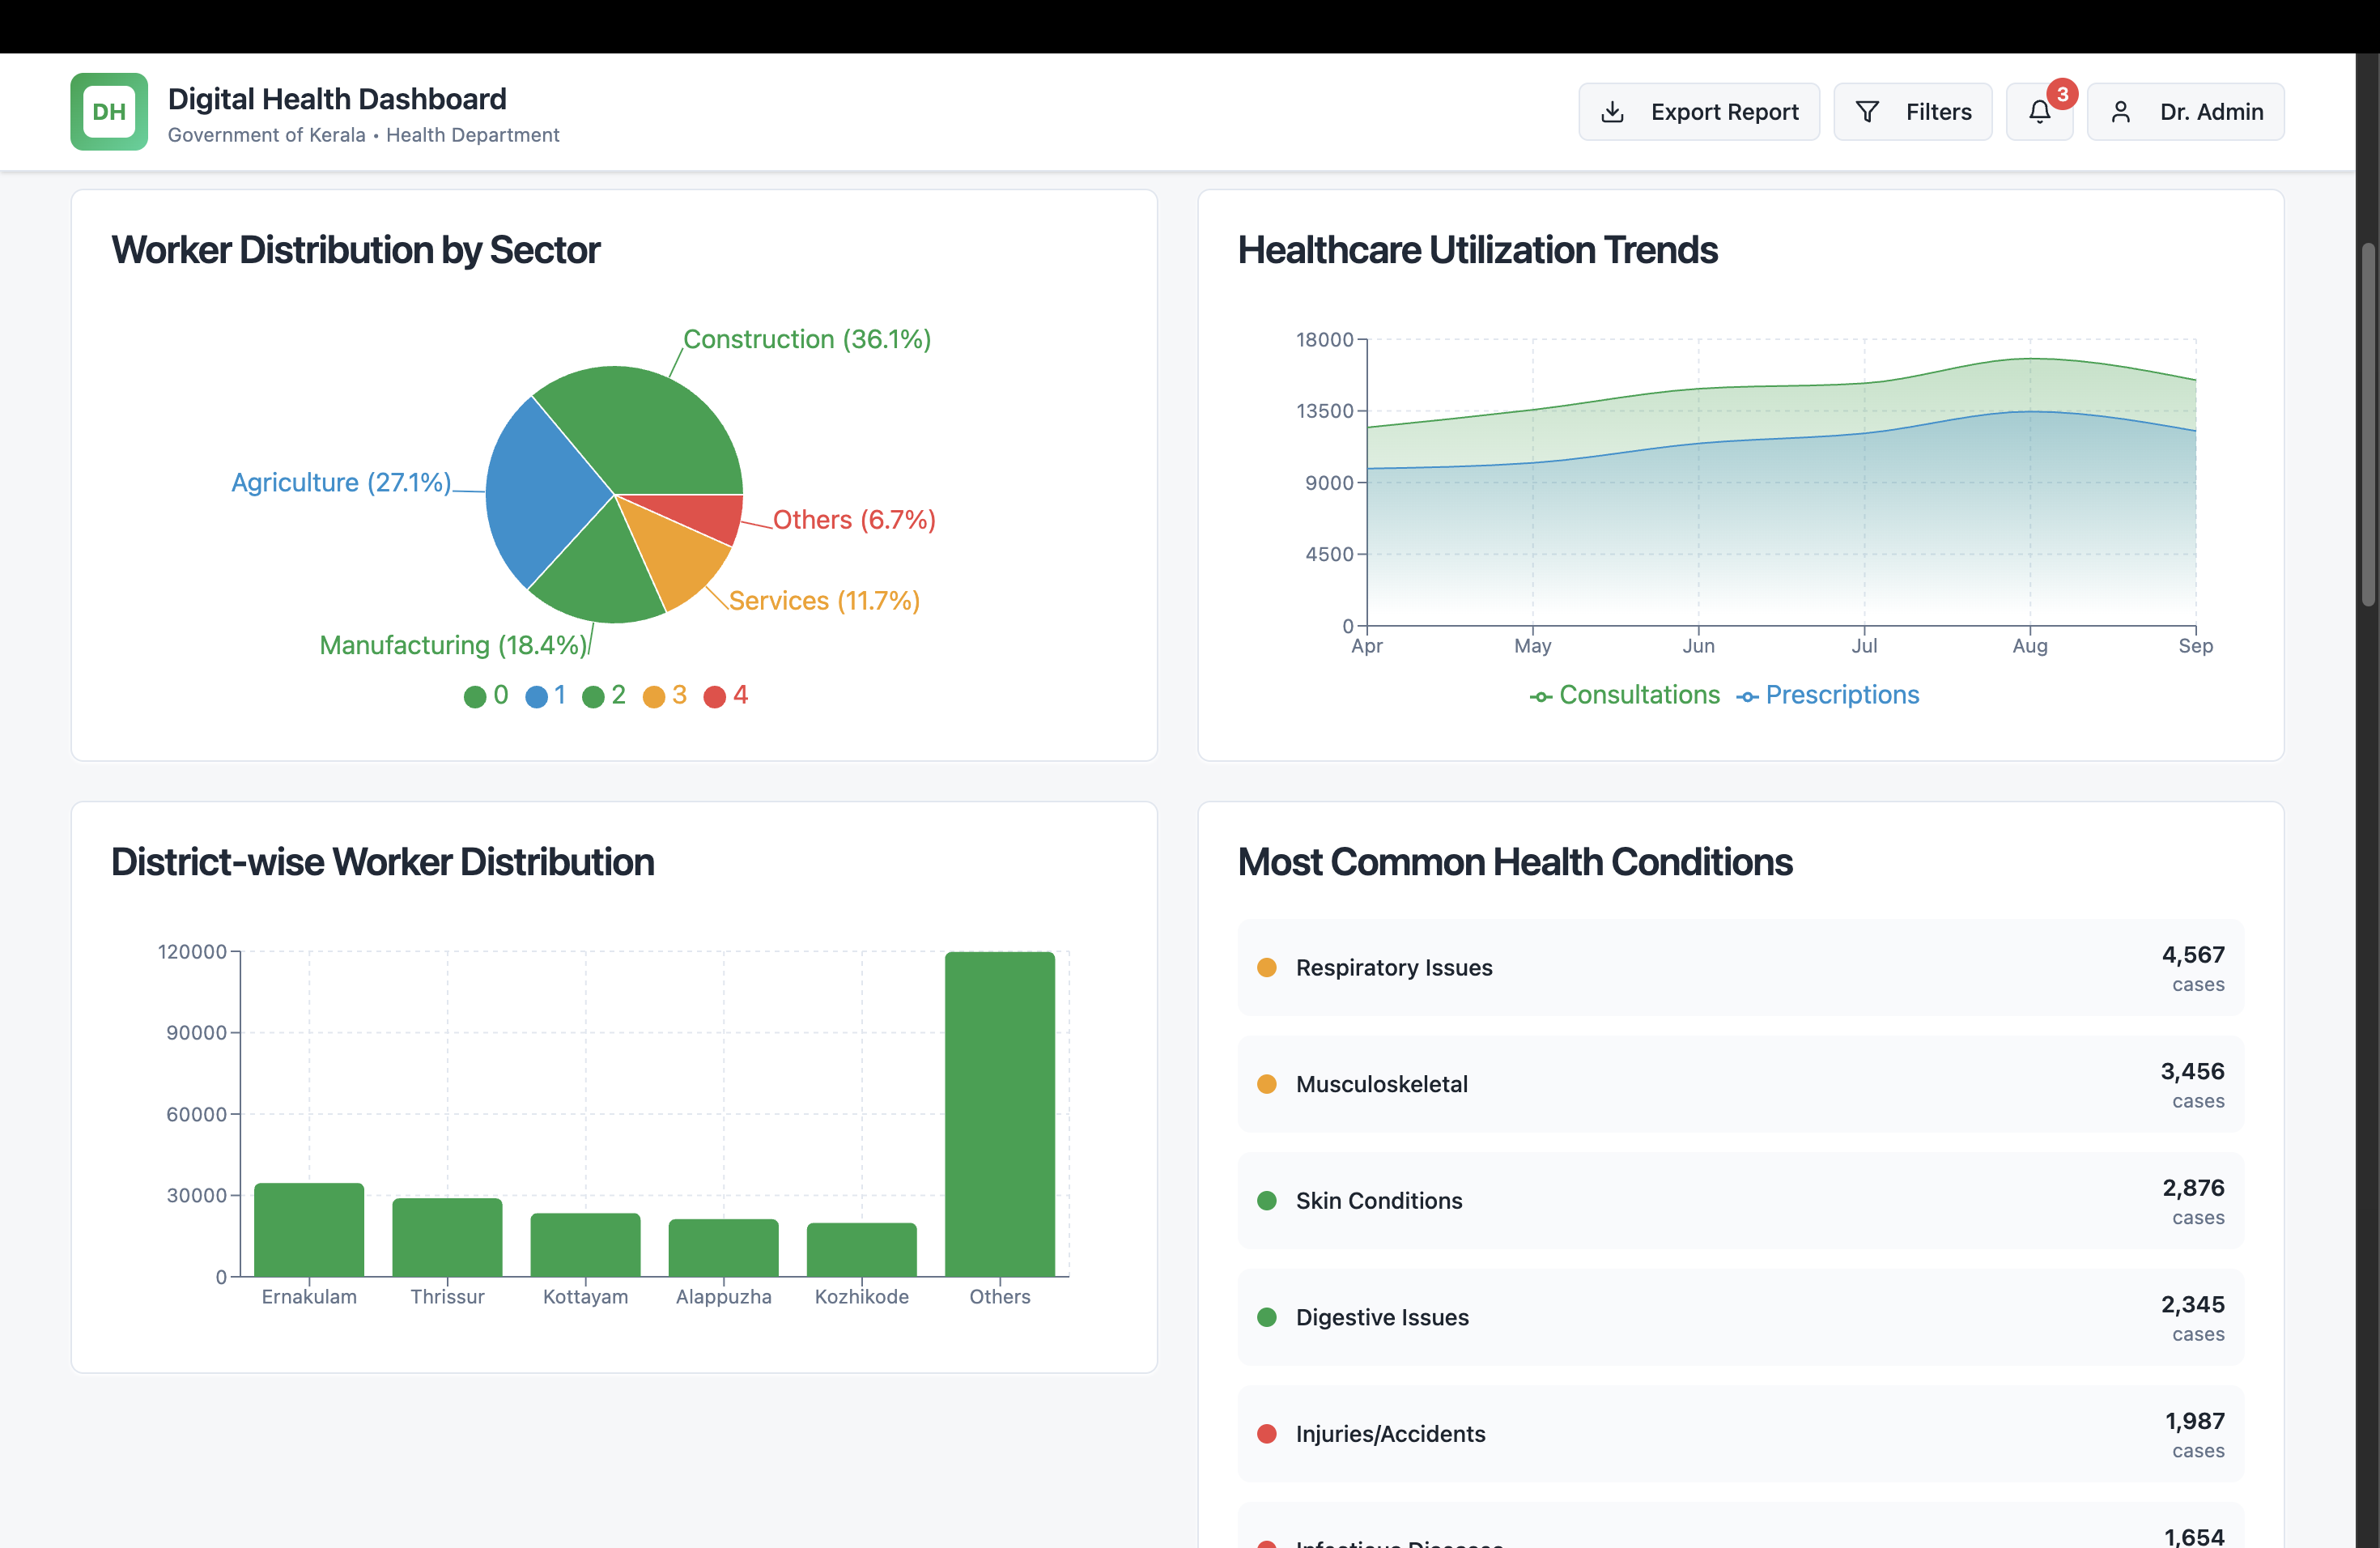 DH
Digital Health Dashboard
Government of Kerala • Health Department
Export Report
Filters
3
Dr. Admin
Worker Distribution by Sector
Construction (36.1%)
Agriculture (27.1%)
Others (6.7%)
Services (11.7%)
Manufacturing (18.4%)
0 1 2 3 4
Healthcare Utilization Trends
18000
13500
9000
4500
0
Apr May Jun Jul Aug Sep
Consultations Prescriptions
District-wise Worker Distribution
120000
90000
60000
30000
0
Ernakulam Thrissur Kottayam Alappuzha Kozhikode Others
Most Common Health Conditions
Respiratory Issues
4,567
cases
Musculoskeletal
3,456
cases
Skin Conditions
2,876
cases
Digestive Issues
2,345
cases
Injuries/Accidents
1,987
cases
Infectious Diseases
1,654